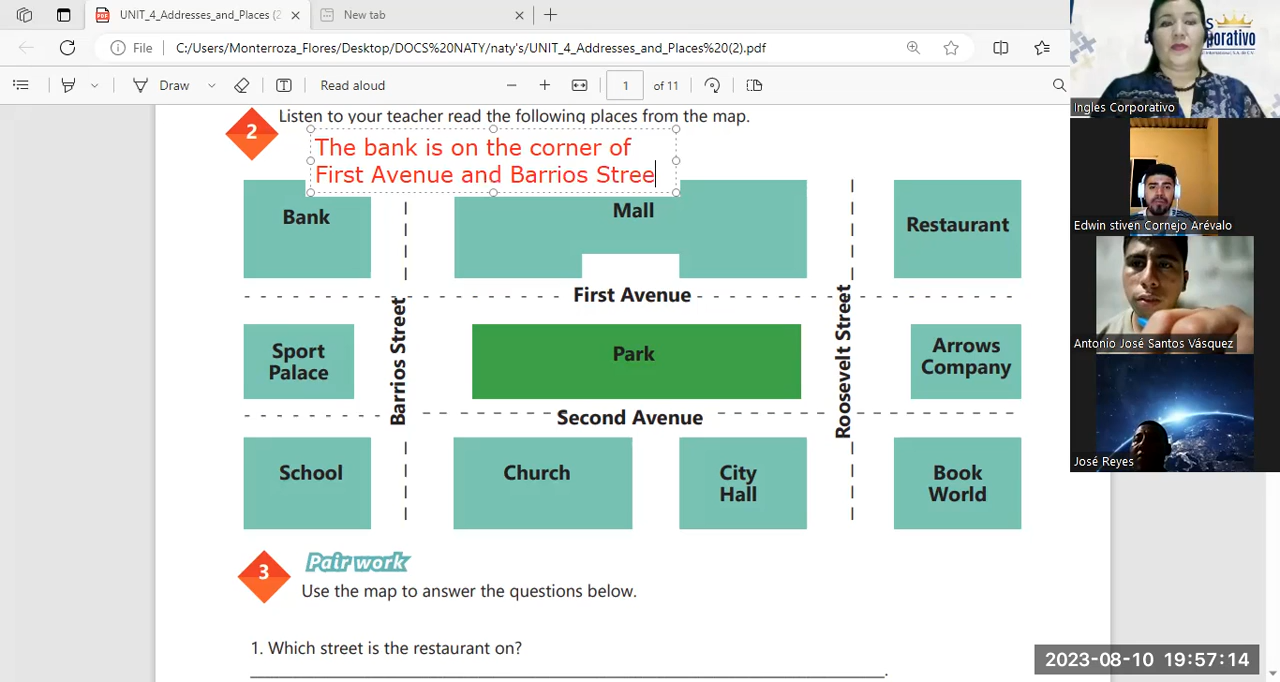 UNIT_4_Addresses_and_Places (2
New tab
File
C:/Users/Monterroza_Flores/Desktop/DOCS%20NATY/naty's/UNIT_4_Addresses_and_Places%20(2).pdf
Draw
Read aloud
1
of 11
2
Listen to your teacher read the following places from the map.
The bank is on the corner of
First Avenue and Barrios Stree
Bank
Mall
Restaurant
First Avenue
Barrios Street
Roosevelt Street
Sport
Palace
Park
Arrows
Company
Second Avenue
School
Church
City
Hall
Book
World
3
Pair work
Use the map to answer the questions below.
1. Which street is the restaurant on?
Ingles Corporativo
Edwin stiven Cornejo Arévalo
Antonio José Santos Vásquez
José Reyes
2023-08-10 19:57:14